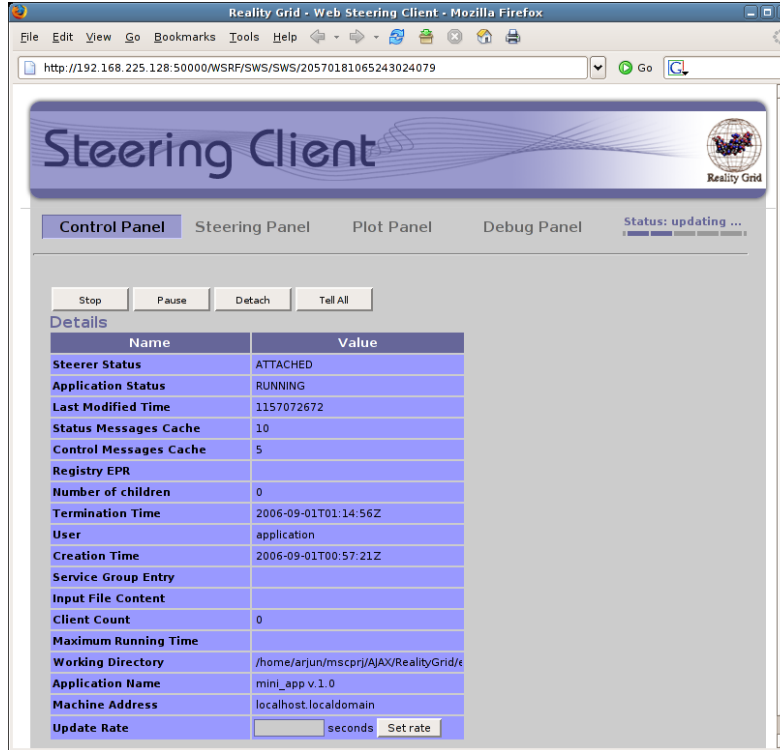 Reality Grid - Web Steering Client - Mozilla Firefox
File Edit View Go Bookmarks Tools Help
http://192.168.225.128:50000/WSRF/SWS/SWS/20570181065243024079 Go G
Steering Client
Reality Grid
Control Panel Steering Panel Plot Panel Debug Panel Status: updating ...
Stop Pause Detach Tell All
Details
Name Value
Steerer Status ATTACHED
Application Status RUNNING
Last Modified Time 1157072672
Status Messages Cache 10
Control Messages Cache 5
Registry EPR
Number of children 0
Termination Time 2006-09-01T01:14:56Z
User application
Creation Time 2006-09-01T00:57:21Z
Service Group Entry
Input File Content
Client Count 0
Maximum Running Time
Working Directory /home/arjun/mscprj/AJAX/RealityGrid/e
Application Name mini_app v.1.0
Machine Address localhost.localdomain
Update Rate seconds Set rate